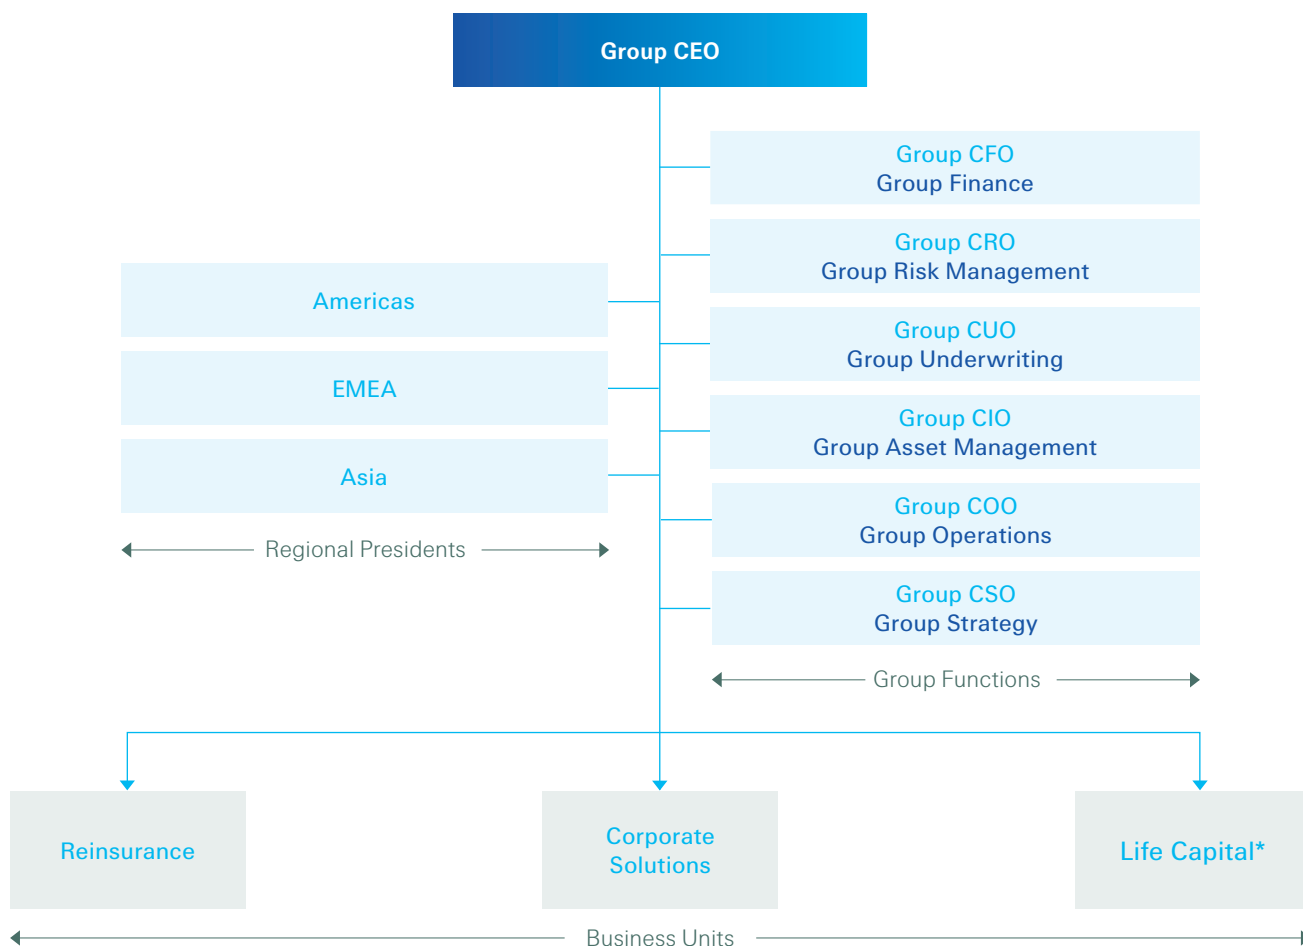 Group CEO
Group CFO
Group Finance
Group CRO
Group Risk Management
Americas
Group CUO
Group Underwriting
EMEA
Group CIO
Group Asset Management
Asia
Group COO
Group Operations
Regional Presidents
Group CSO
Group Strategy
Group Functions
Reinsurance
Corporate
Solutions
Life Capital*
Business Units